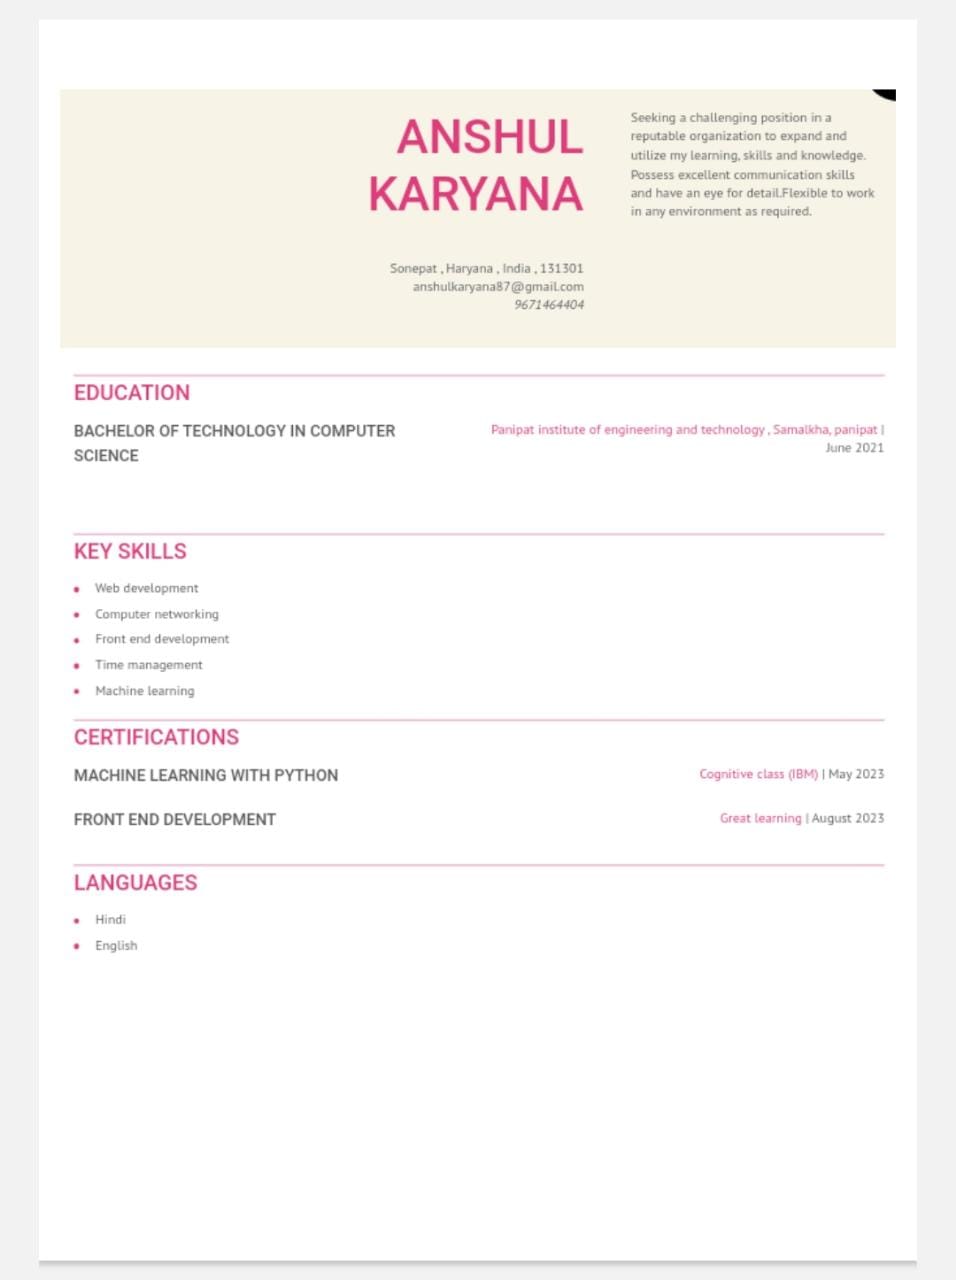 ANSHUL
KARYANA
Sonepat , Haryana , India , 131301
anshulkaryana87@gmail.com
9671464404
Seeking a challenging position in a
reputable organization to expand and
utilize my learning, skills and knowledge.
Possess excellent communication skills
and have an eye for detail.Flexible to work
in any environment as required.
EDUCATION
BACHELOR OF TECHNOLOGY IN COMPUTER
SCIENCE
Panipat institute of engineering and technology , Samalkha, panipat |
June 2021
KEY SKILLS
Web development
Computer networking
Front end development
Time management
Machine learning
CERTIFICATIONS
MACHINE LEARNING WITH PYTHON
Cognitive class (IBM) | May 2023
FRONT END DEVELOPMENT
Great learning | August 2023
LANGUAGES
Hindi
English